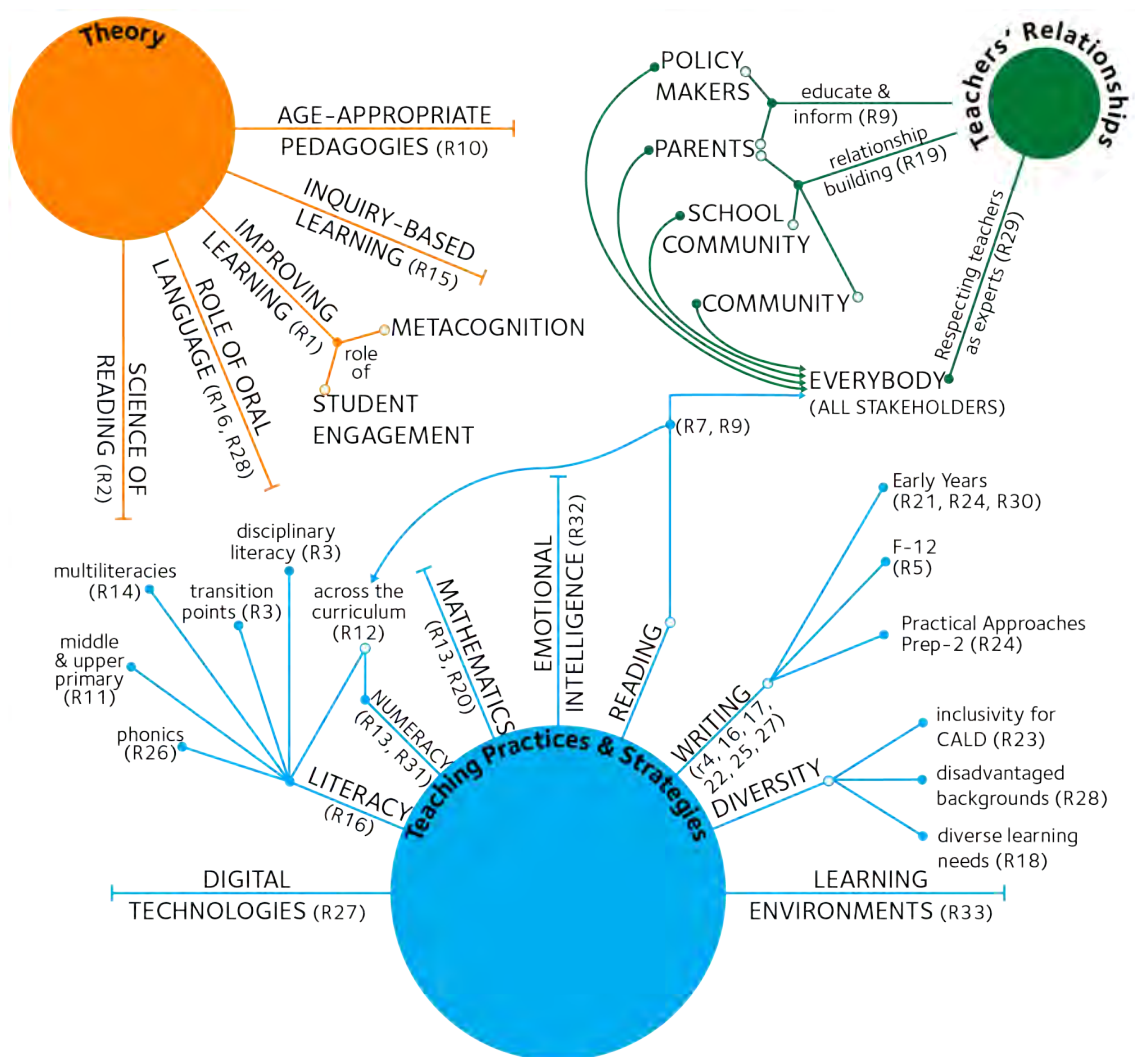 Theory
AGE-APPROPRIATE
PEDAGOGIES (R10)
INQUIRY-BASED
LEARNING (R15)
IMPROVING
LEARNING (R1)
role
of
METACOGNITION
STUDENT
ENGAGEMENT
ROLE OF ORAL
LANGUAGE (R16, R28)
SCIENCE OF
READING (R2)
Teachers' Relationships
POLICY
MAKERS
educate &
inform (R9)
PARENTS
relationship
building (R19)
SCHOOL
COMMUNITY
COMMUNITY
Respecting teachers
as experts (R29)
EVERYBODY
(ALL STAKEHOLDERS)
(R7, R9)
Teaching Practices & Strategies
DIGITAL
TECHNOLOGIES (R27)
LITERACY
(R16)
phonics
(R26)
middle
& upper
primary
(R11)
multiliteracies
(R14)
transition
points (R3)
disciplinary
literacy (R3)
across the
curriculum
(R12)
NUMERACY
(R13, R31)
MATHEMATICS
(R13, R20)
EMOTIONAL
INTELLIGENCE (R32)
READING
WRITING
(r4, 16, 17,
22, 25, 27)
Early Years
(R21, R24, R30)
F-12
(R5)
Practical Approaches
Prep-2 (R24)
DIVERSITY
inclusivity for
CALD (R23)
disadvantaged
backgrounds (R28)
diverse learning
needs (R18)
LEARNING
ENVIRONMENTS (R33)